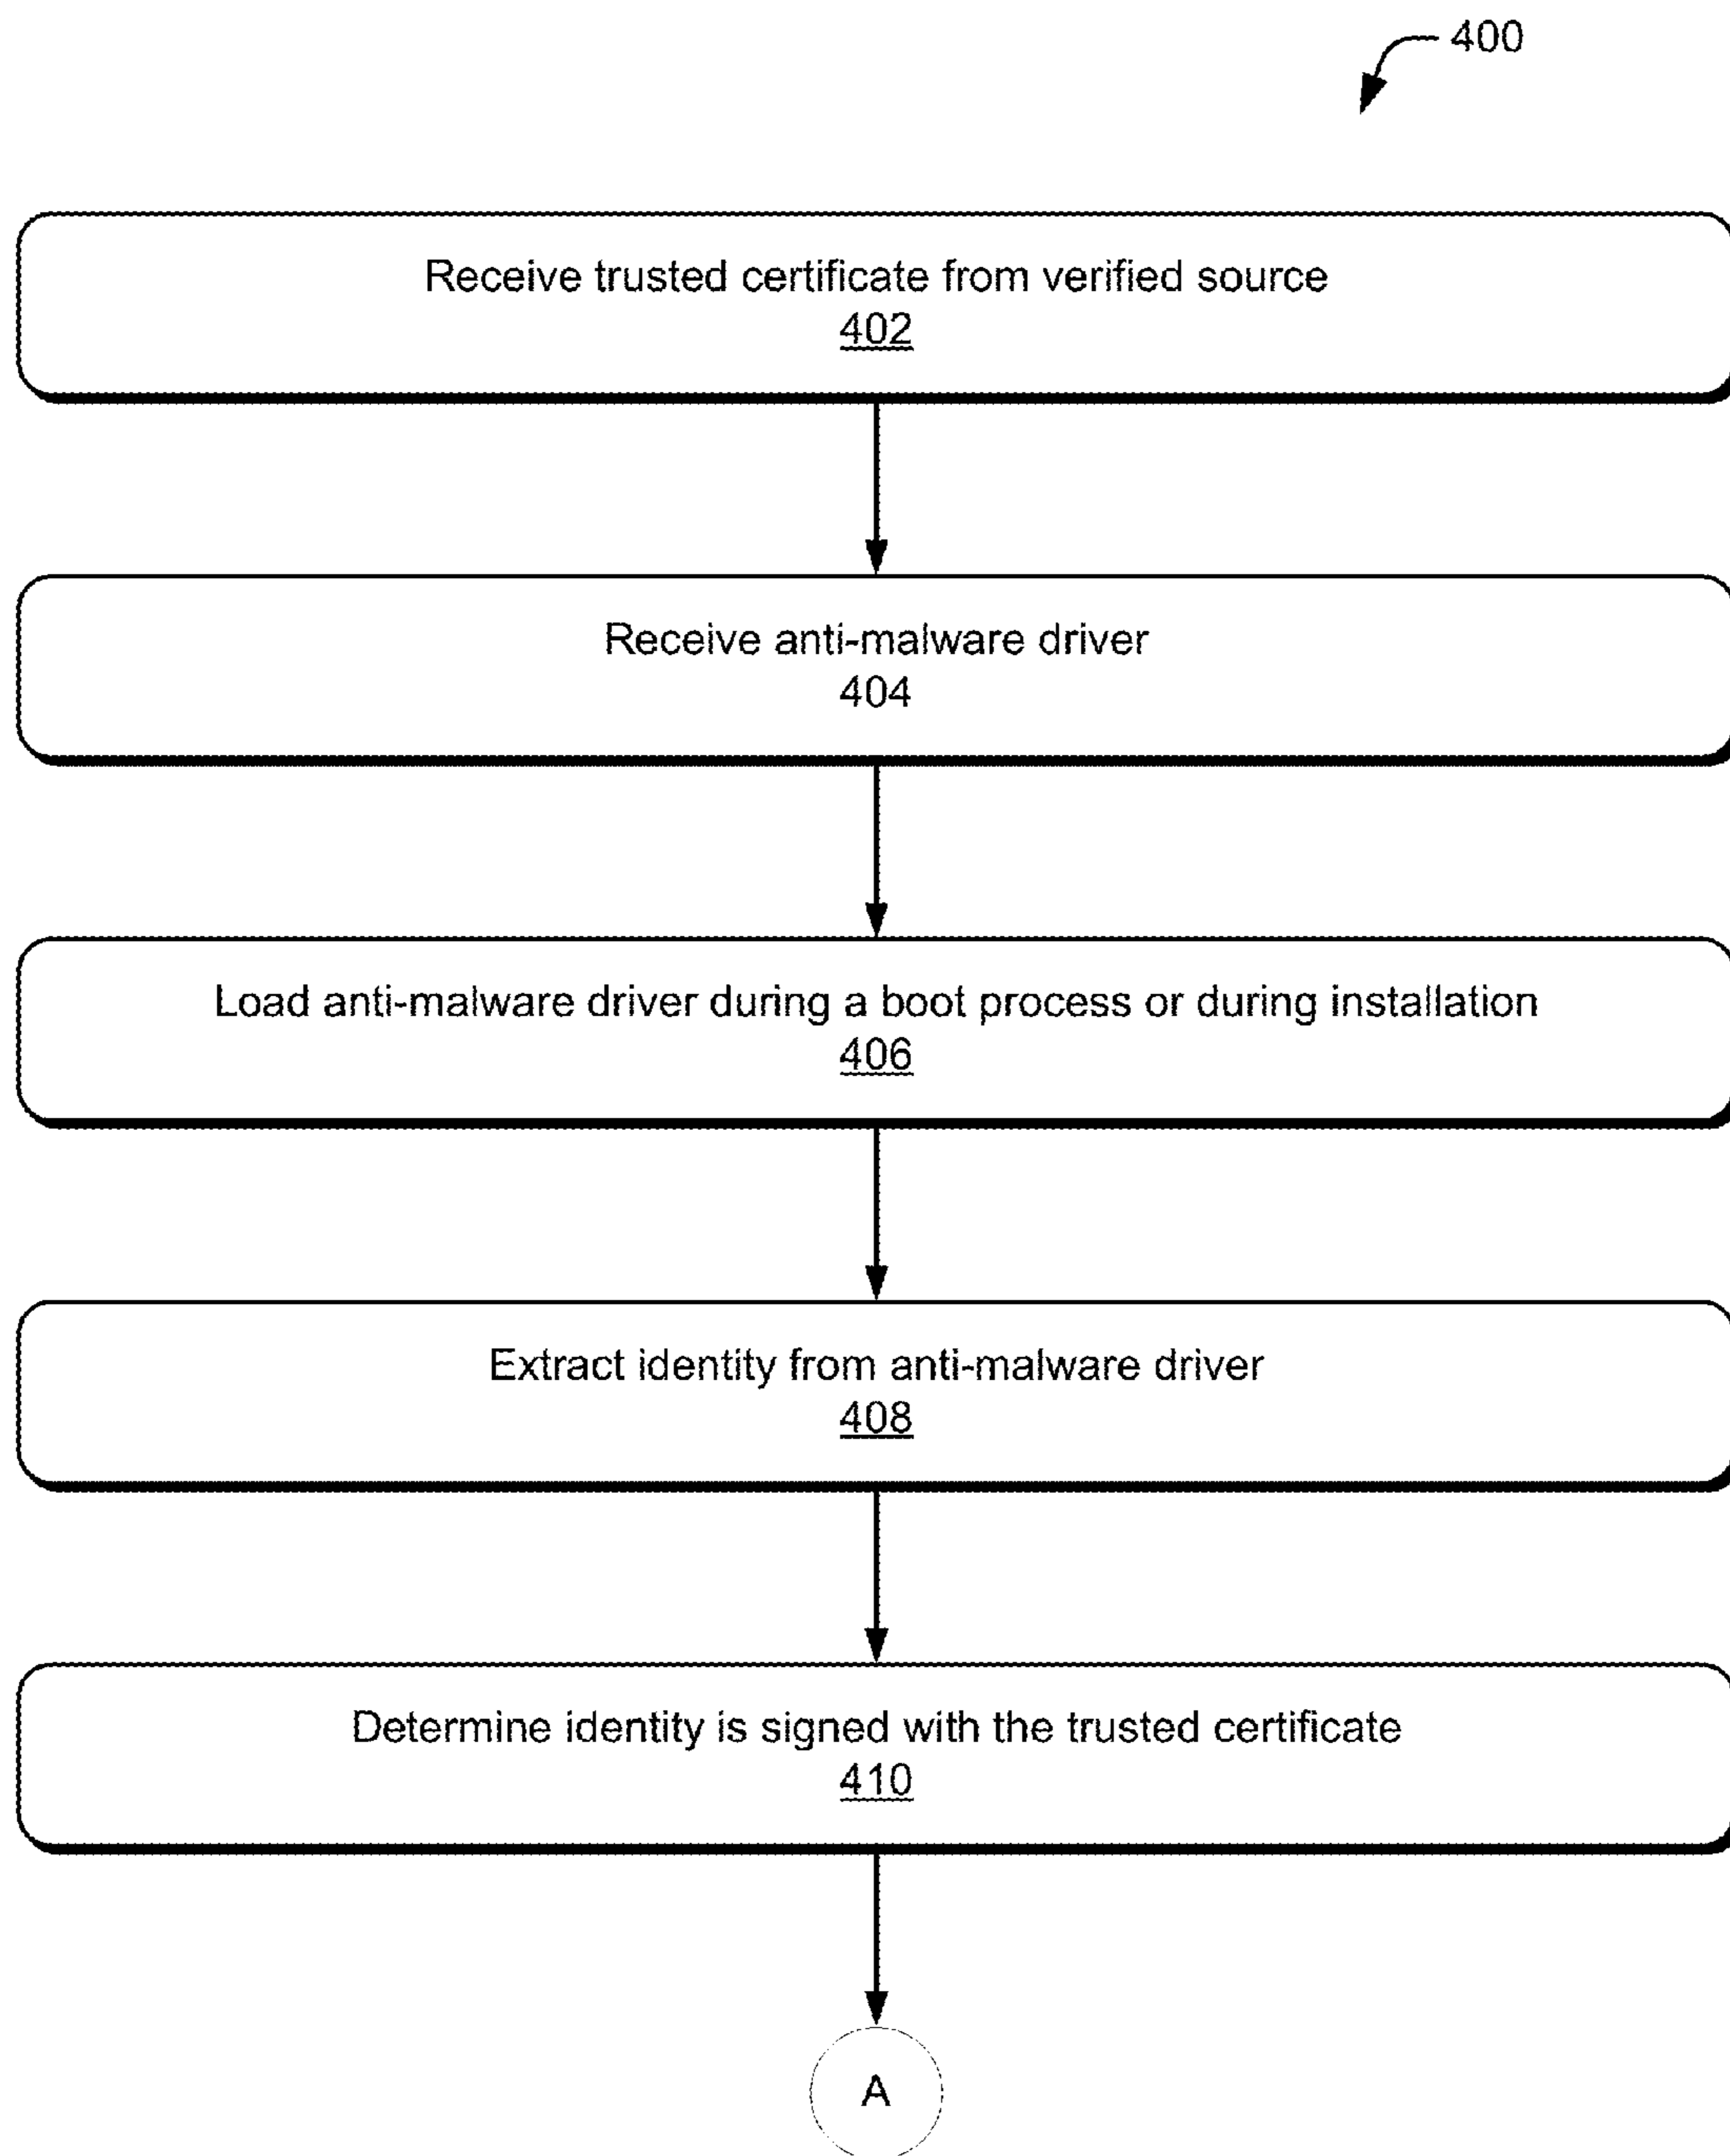 400
Receive trusted certificate from verified source
402
Receive anti-malware driver
404
Load anti-malware driver during a boot process or during installation
406
Extract identity from anti-malware driver
408
Determine identity is signed with the trusted certificate
410
A